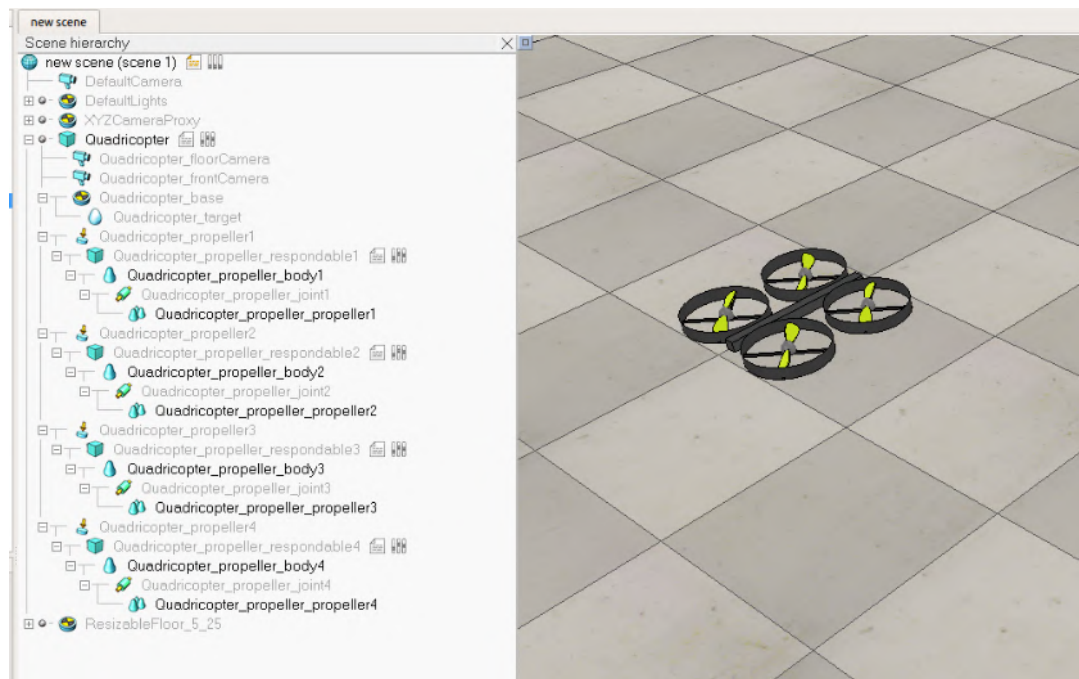 new scene
Scene hierarchy
new scene (scene 1)
DefaultCamera
DefaultLights
XYZCameraProxy
Quadricopter
Quadricopter_floorCamera
Quadricopter_frontCamera
Quadricopter_base
Quadricopter_target
Quadricopter_propeller1
Quadricopter_propeller_respondable1
Quadricopter_propeller_body1
Quadricopter_propeller_joint1
Quadricopter_propeller_propeller1
Quadricopter_propeller2
Quadricopter_propeller_respondable2
Quadricopter_propeller_body2
Quadricopter_propeller_joint2
Quadricopter_propeller_propeller2
Quadricopter_propeller3
Quadricopter_propeller_respondable3
Quadricopter_propeller_body3
Quadricopter_propeller_joint3
Quadricopter_propeller_propeller3
Quadricopter_propeller4
Quadricopter_propeller_respondable4
Quadricopter_propeller_body4
Quadricopter_propeller_joint4
Quadricopter_propeller_propeller4
ResizableFloor_5_25